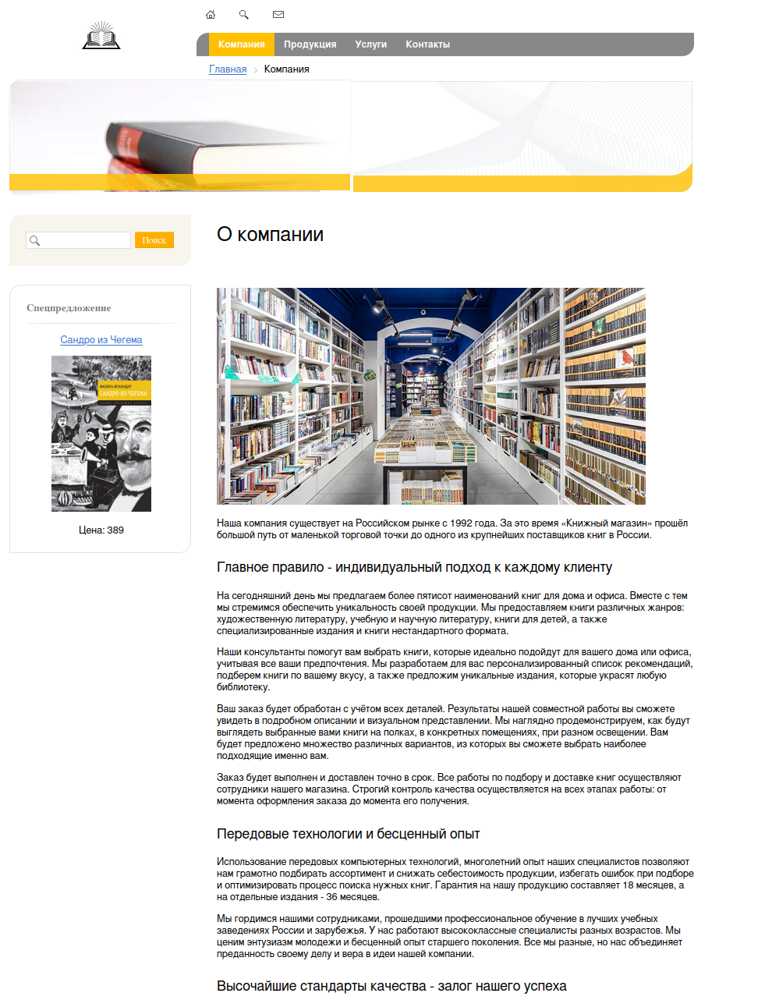 Компания
Продукция
Услуги
Контакты
Главная
Компания
Поиск
О компании
Спецпредложение
Сандро из Чегема
ФАЗИЛЬ ИСКАНДЕР
САНДРО ИЗ ЧЕГЕМА
Цена: 389
Наша компания существует на Российском рынке с 1992 года. За это время «Книжный магазин» прошёл
большой путь от маленькой торговой точки до одного из крупнейших поставщиков книг в России.
Главное правило - индивидуальный подход к каждому клиенту
На сегодняшний день мы предлагаем более пятисот наименований книг для дома и офиса. Вместе с тем
мы стремимся обеспечить уникальность своей продукции. Мы предоставляем книги различных жанров:
художественную литературу, учебную и научную литературу, книги для детей, а также
специализированные издания и книги нестандартного формата.
Наши консультанты помогут вам выбрать книги, которые идеально подойдут для вашего дома или офиса,
учитывая все ваши предпочтения. Мы разработаем для вас персонализированный список рекомендаций,
подберем книги по вашему вкусу, а также предложим уникальные издания, которые украсят любую
библиотеку.
Ваш заказ будет обработан с учётом всех деталей. Результаты нашей совместной работы вы сможете
увидеть в подробном описании и визуальном представлении. Мы наглядно продемонстрируем, как будут
выглядеть выбранные вами книги на полках, в конкретных помещениях, при разном освещении. Вам
будет предложено множество различных вариантов, из которых вы сможете выбрать наиболее
подходящие именно вам.
Заказ будет выполнен и доставлен точно в срок. Все работы по подбору и доставке книг осуществляют
сотрудники нашего магазина. Строгий контроль качества осуществляется на всех этапах работы: от
момента оформления заказа до момента его получения.
Передовые технологии и бесценный опыт
Использование передовых компьютерных технологий, многолетний опыт наших специалистов позволяют
нам грамотно подбирать ассортимент и снижать себестоимость продукции, избегать ошибок при подборе
и оптимизировать процесс поиска нужных книг. Гарантия на нашу продукцию составляет 18 месяцев, а
на отдельные издания - 36 месяцев.
Мы гордимся нашими сотрудниками, прошедшими профессиональное обучение в лучших учебных
заведениях России и зарубежья. У нас работают высококлассные специалисты разных возрастов. Мы
ценим энтузиазм молодежи и бесценный опыт старшего поколения. Все мы разные, но нас объединяет
преданность своему делу и вера в идеи нашей компании.
Высочайшие стандарты качества - залог нашего успеха